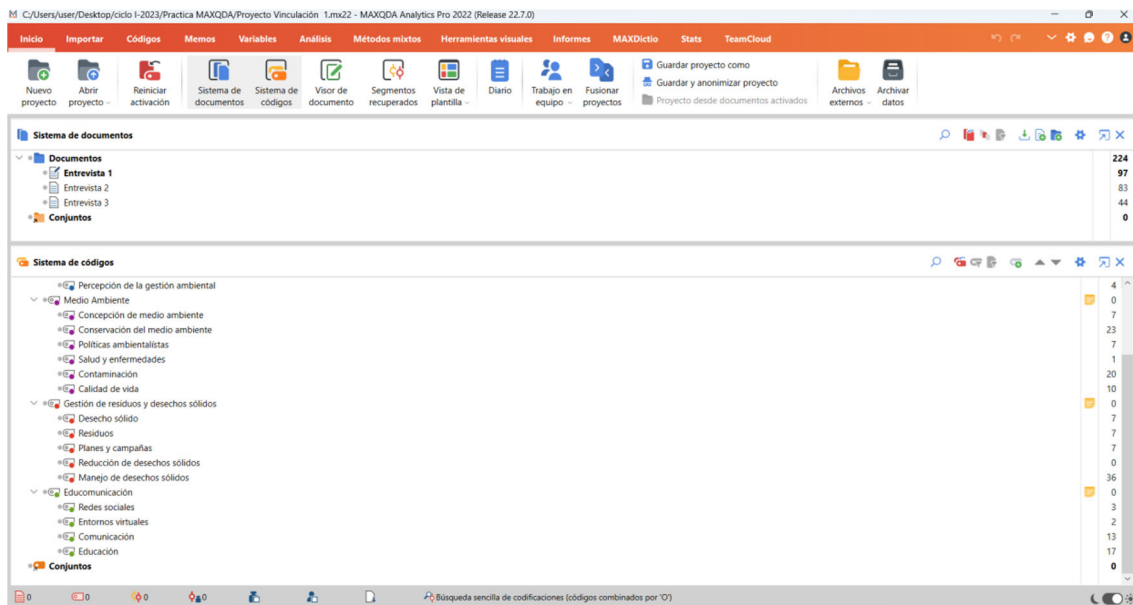 C:/Users/user/Desktop/ciclo I-2023/Practica MAXQDA/Proyecto Vinculación 1.mx22 - MAXQDA Analytics Pro 2022 (Release 22.7.0)
Inicio Importar Códigos Memos Variables Análisis Métodos mixtos Herramientas visuales Informes MAXDictio Stats TeamCloud
Nuevo proyecto
Abrir proyecto
Reiniciar activación
Sistema de documentos
Sistema de códigos
Visor de documento
Segmentos recuperados
Vista de plantilla
Diario
Trabajo en equipo
Fusionar proyectos
Guardar proyecto como
Guardar y anonimizar proyecto
Proyecto desde documentos activados
Archivos externos
Archivar datos
Sistema de documentos
Documentos 224
Entrevista 1 97
Entrevista 2 83
Entrevista 3 44
Conjuntos 0
Sistema de códigos
Percepción de la gestión ambiental 4
Medio Ambiente 0
Concepción de medio ambiente 7
Conservación del medio ambiente 23
Políticas ambientalístas 7
Salud y enfermedades 1
Contaminación 20
Calidad de vida 10
Gestión de residuos y desechos sólidos 0
Desecho sólido 7
Residuos 7
Planes y campañas 7
Reducción de desechos sólidos 0
Manejo de desechos sólidos 36
Educomunicación 0
Redes sociales 3
Entornos virtuales 2
Comunicación 13
Educación 17
Conjuntos 0
0 0 0 0 Búsqueda sencilla de codificaciones (códigos combinados por 'O')